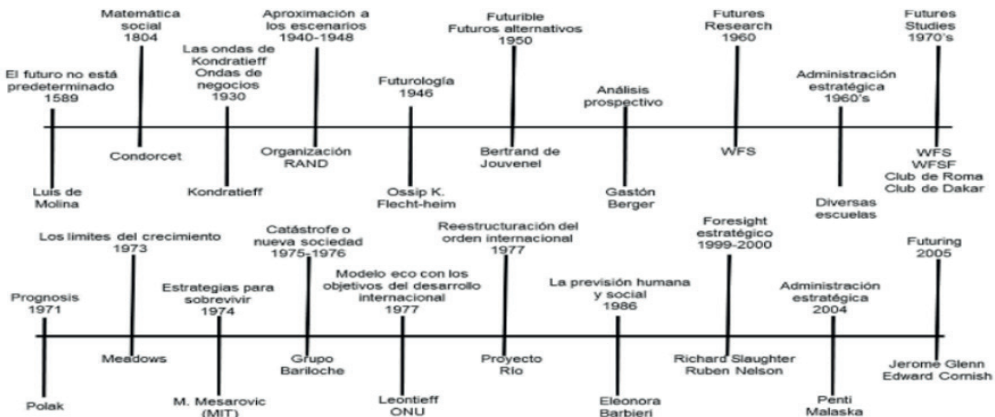 El futuro no está
predeterminado
1589
Luis de
Molina
Matemática
social
1804
Condorcet
Las ondas de
Kondratieff
Ondas de
negocios
1930
Kondratieff
Aproximación a
los escenarios
1940-1948
Organización
RAND
Futurología
1946
Ossip K.
Flecht-heim
Futurible
Futuros alternativos
1950
Bertrand de
Jouvenel
Análisis
prospectivo
Gastón
Berger
Futures
Research
1960
WFS
Administración
estratégica
1960's
Diversas
escuelas
Futures
Studies
1970's
WFS
WFSF
Club de Roma
Club de Dakar
Prognosis
1971
Polak
Los limites del crecimiento
1973
Meadows
Estrategias para
sobrevivir
1974
M. Mesarovic
(MIT)
Catástrofe o
nueva sociedad
1975-1976
Grupo
Bariloche
Modelo eco con los
objetivos del desarrollo
internacional
1977
Leontieff
ONU
Reestructuración del
orden internacional
1977
Proyecto
RIo
La previsión humana
y social
1986
Eleonora
Barbieri
Foresight
estratégico
1999-2000
Richard Slaughter
Ruben Nelson
Administración
estratégica
2004
Penti
Malaska
Futuring
2005
Jerome Glenn
Edward Cornish